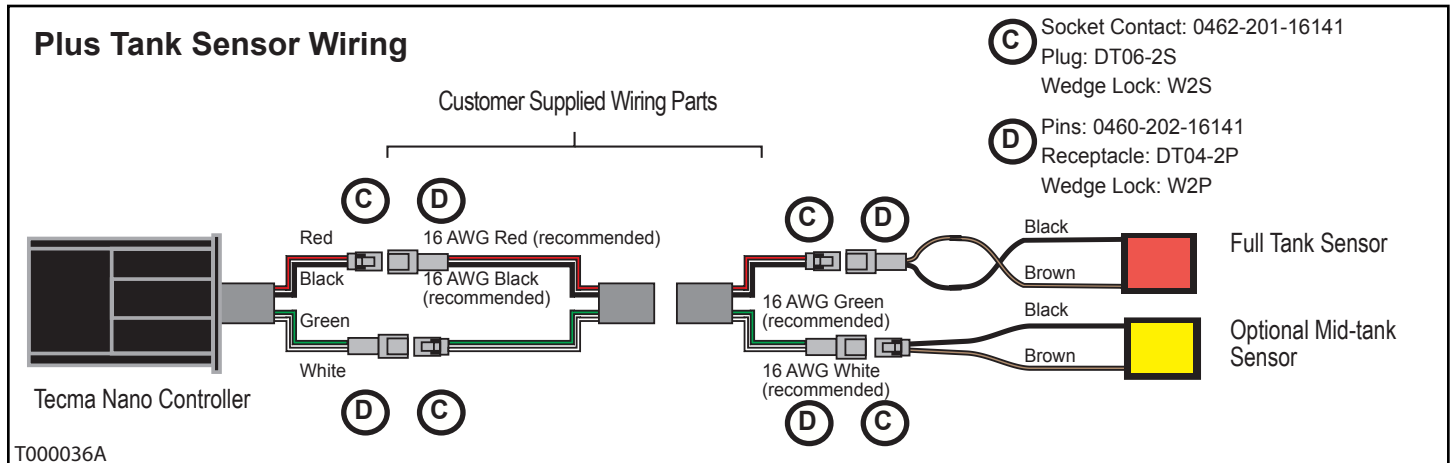 Plus Tank Sensor Wiring
C
Socket Contact: 0462-201-16141
Plug: DT06-2S
Wedge Lock: W2S
D
Pins: 0460-202-16141
Receptacle: DT04-2P
Wedge Lock: W2P
Customer Supplied Wiring Parts
C
D
C
D
Red
16 AWG Red (recommended)
Black
16 AWG Black
(recommended)
Green
White
D
C
Tecma Nano Controller
16 AWG Green
(recommended)
16 AWG White
(recommended)
D
C
Black
Brown
Full Tank Sensor
Black
Brown
Optional Mid-tank
Sensor
T000036A